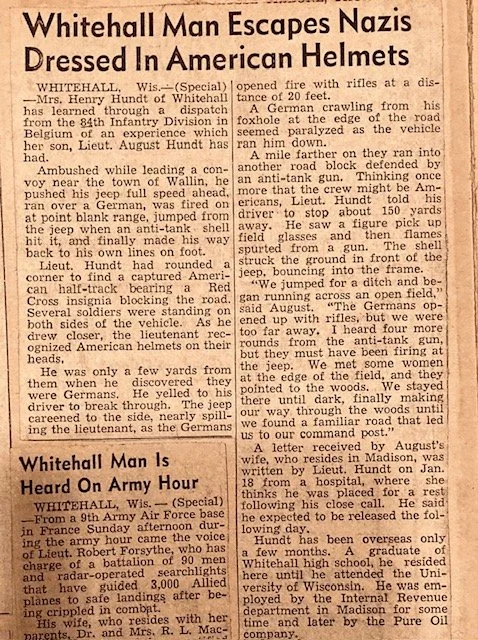 Whitehall Man Escapes Nazis
Dressed In American Helmets
WHITEHALL, Wis.—(Special)
—Mrs. Henry Hundt of Whitehall
has learned through a dispatch
from the 84th Infantry Division in
Belgium of an experience which
her son, Lieut. August Hundt has
had.
Ambushed while leading a con-
voy near the town of Wallin, he
pushed his jeep full speed ahead,
ran over a German, was fired on
at point blank range, jumped from
the jeep when an anti-tank shell
hit it, and finally made his way
back to his own lines on foot.
Lieut. Hundt had rounded a
corner to find a captured Ameri-
can half-track bearing a Red
Cross insignia blocking the road.
Several soldiers were standing on
both sides of the vehicle. As he
drew closer, the lieutenant rec-
ognized American helmets on their
heads.
He was only a few yards from
them when he discovered they
were Germans. He yelled to his
driver to break through. The jeep
careened to the side, nearly spill-
ing the lieutenant, as the Germans
opened fire with rifles at a dis-
tance of 20 feet.
A German crawling from his
foxhole at the edge of the road
seemed paralyzed as the vehicle
ran him down.
A mile farther on they ran into
another road block defended by
an anti-tank gun. Thinking once
more that the crew might be Am-
ericans, Lieut. Hundt told his
driver to stop about 150 yards
away. He saw a figure pick up
field glasses and then flames
spurted from a gun. The shell
struck the ground in front of the
jeep, bouncing into the frame.
"We jumped for a ditch and be-
gan running across an open field,"
said August. "The Germans op-
ened up with rifles, but we were
too far away. I heard four more
rounds from the anti-tank gun,
but they must have been firing at
the jeep. We met some women
at the edge of the field, and they
pointed to the woods. We stayed
there until dark, finally making
our way through the woods until
we found a familiar road that led
us to our command post."
A letter received by August's
wife, who resides in Madison, was
written by Lieut. Hundt on Jan.
18 from a hospital, where she
thinks he was placed for a rest
following his close call. He said
he expected to be released the fol-
lowing day.
Hundt has been overseas only
a few months. A graduate of
Whitehall high school, he resided
here until he attended the Uni-
versity of Wisconsin. He was em-
ployed by the Internal Revenue
department in Madison for some
time and later by the Pure Oil
company.
Whitehall Man Is
Heard On Army Hour
WHITEHALL, Wis. — (Special)
—From a 9th Army Air Force base
in France Sunday afternoon dur-
ing the army hour came the voice
of Lieut. Robert Forsythe, who has
charge of a battalion of 90 men
and radar-operated searchlights
that have guided 3,000 Allied
planes to safe landings after be-
ing crippled in combat.
His wife, who resides with her
parents, Dr. and Mrs. R. L. Mac-